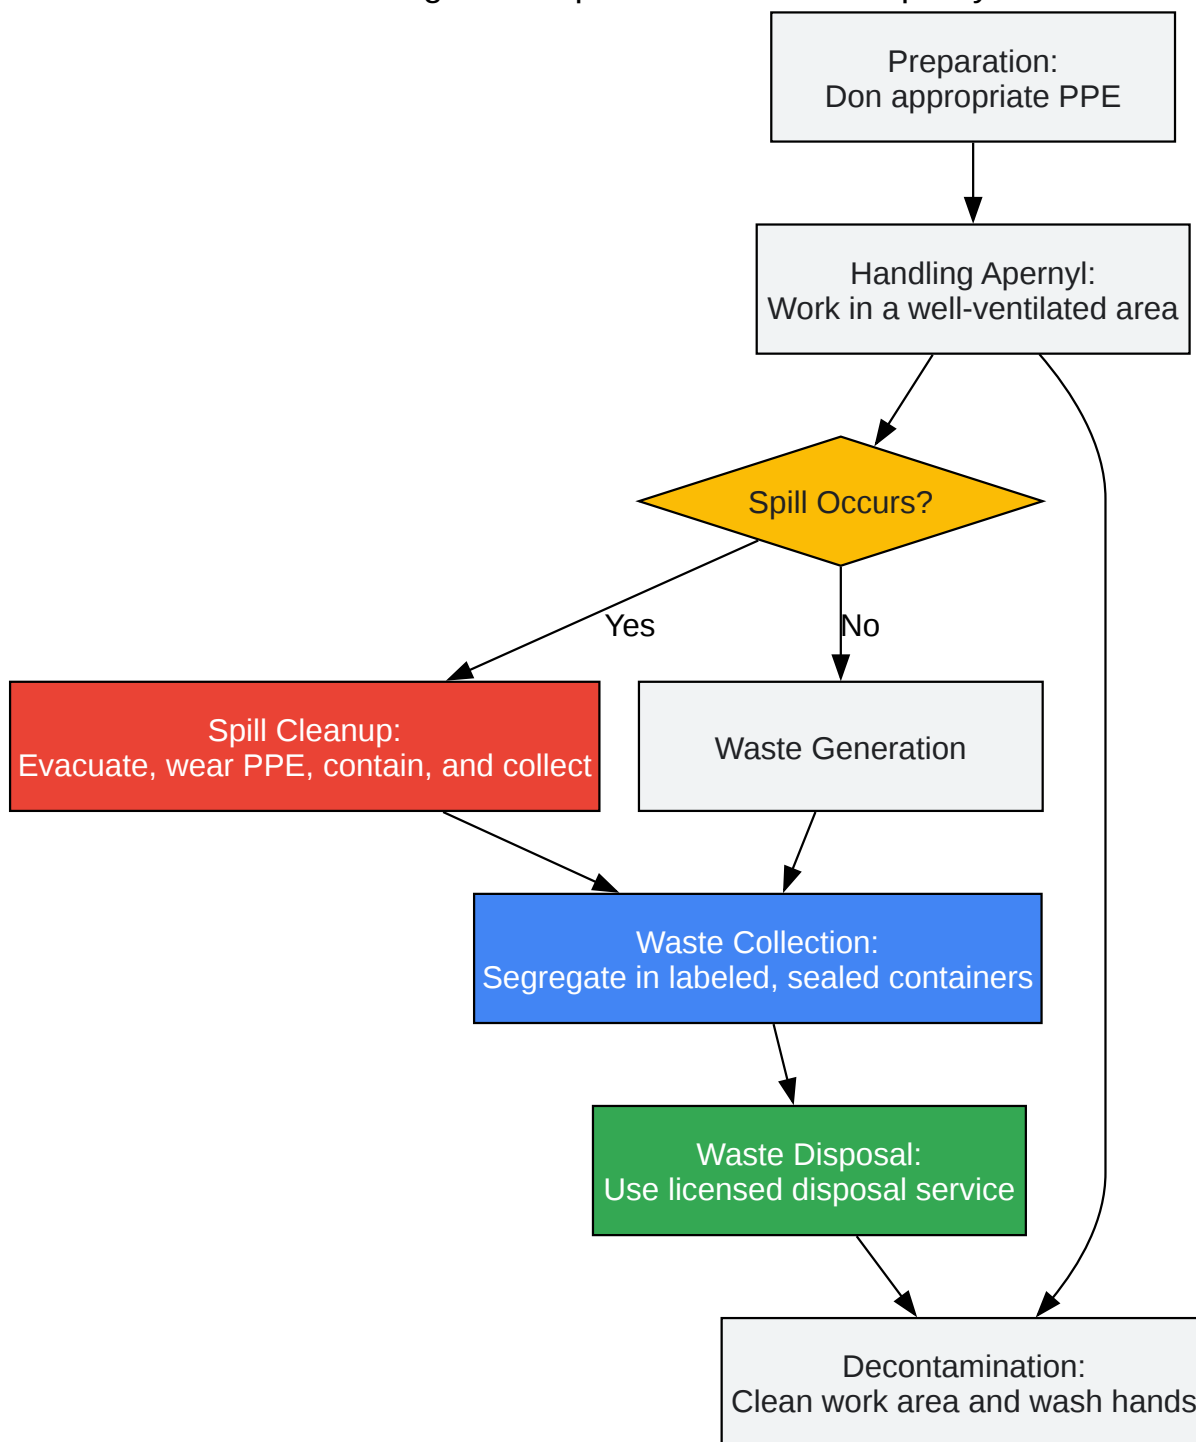 Preparation:
Don appropriate PPE
Handling Apernyl:
Work in a well-ventilated area
Spill Occurs?
Yes
No
Spill Cleanup:
Evacuate, wear PPE, contain, and collect
Waste Generation
Waste Collection:
Segregate in labeled, sealed containers
Waste Disposal:
Use licensed disposal service
Decontamination:
Clean work area and wash hands